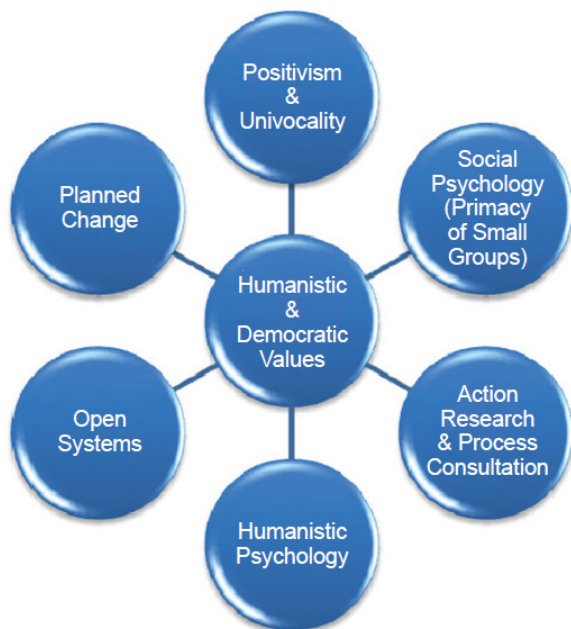 Positivism
&
Univocality
Social
Psychology
(Primacy
of Small
Groups)
Planned
Change
Humanistic
&
Democratic
Values
Open
Systems
Action
Research
& Process
Consultation
Humanistic
Psychology